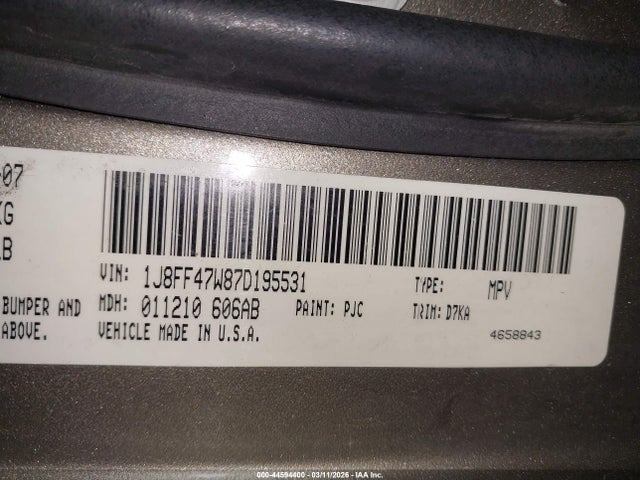 -07
KG
LB
VIN: 1J8FF47W87D195531
TYPE: MPV
BUMPER AND
MDH: 011210 606AB
PAINT: PJC
TRIM: D7KA
ABOVE.
VEHICLE MADE IN U.S.A.
4658843
000-44594400 - 03/11/2026 - IAA Inc.